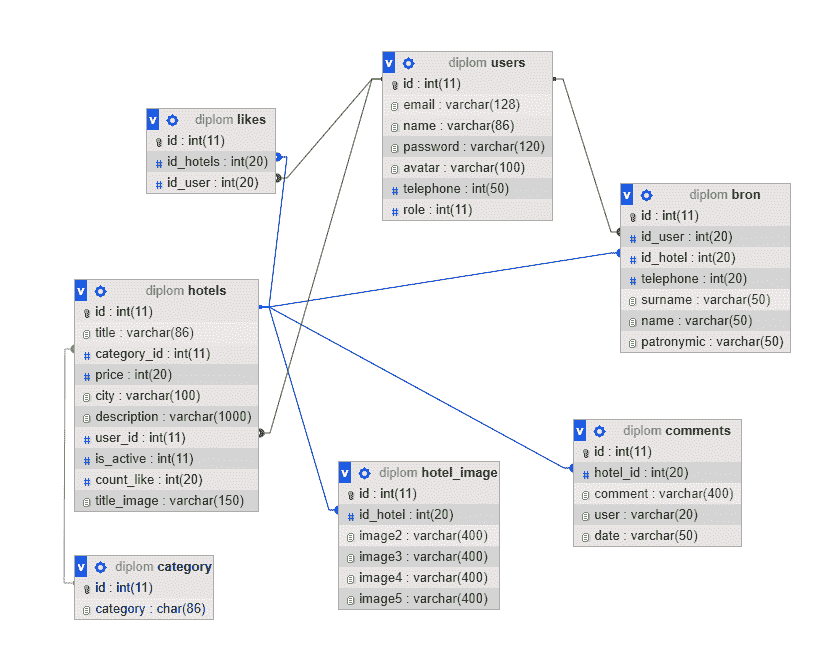 v diplom users
id : int(11)
email : varchar(128)
name : varchar(86)
password : varchar(120)
avatar : varchar(100)
# telephone : int(50)
# role : int(11)
v diplom likes
id : int(11)
# id_hotels : int(20)
# id_user : int(20)
v diplom bron
id : int(11)
# id_user : int(20)
# id_hotel : int(20)
# telephone : int(20)
surname : varchar(50)
name : varchar(50)
patronymic : varchar(50)
v diplom hotels
id : int(11)
title : varchar(86)
# category_id : int(11)
# price : int(20)
city : varchar(100)
description : varchar(1000)
# user_id : int(11)
# is_active : int(11)
# count_like : int(20)
title_image : varchar(150)
v diplom comments
id : int(11)
# hotel_id : int(20)
comment : varchar(400)
user : varchar(20)
date : varchar(50)
v diplom hotel_image
id : int(11)
# id_hotel : int(20)
image2 : varchar(400)
image3 : varchar(400)
image4 : varchar(400)
image5 : varchar(400)
v diplom category
id : int(11)
category : char(86)